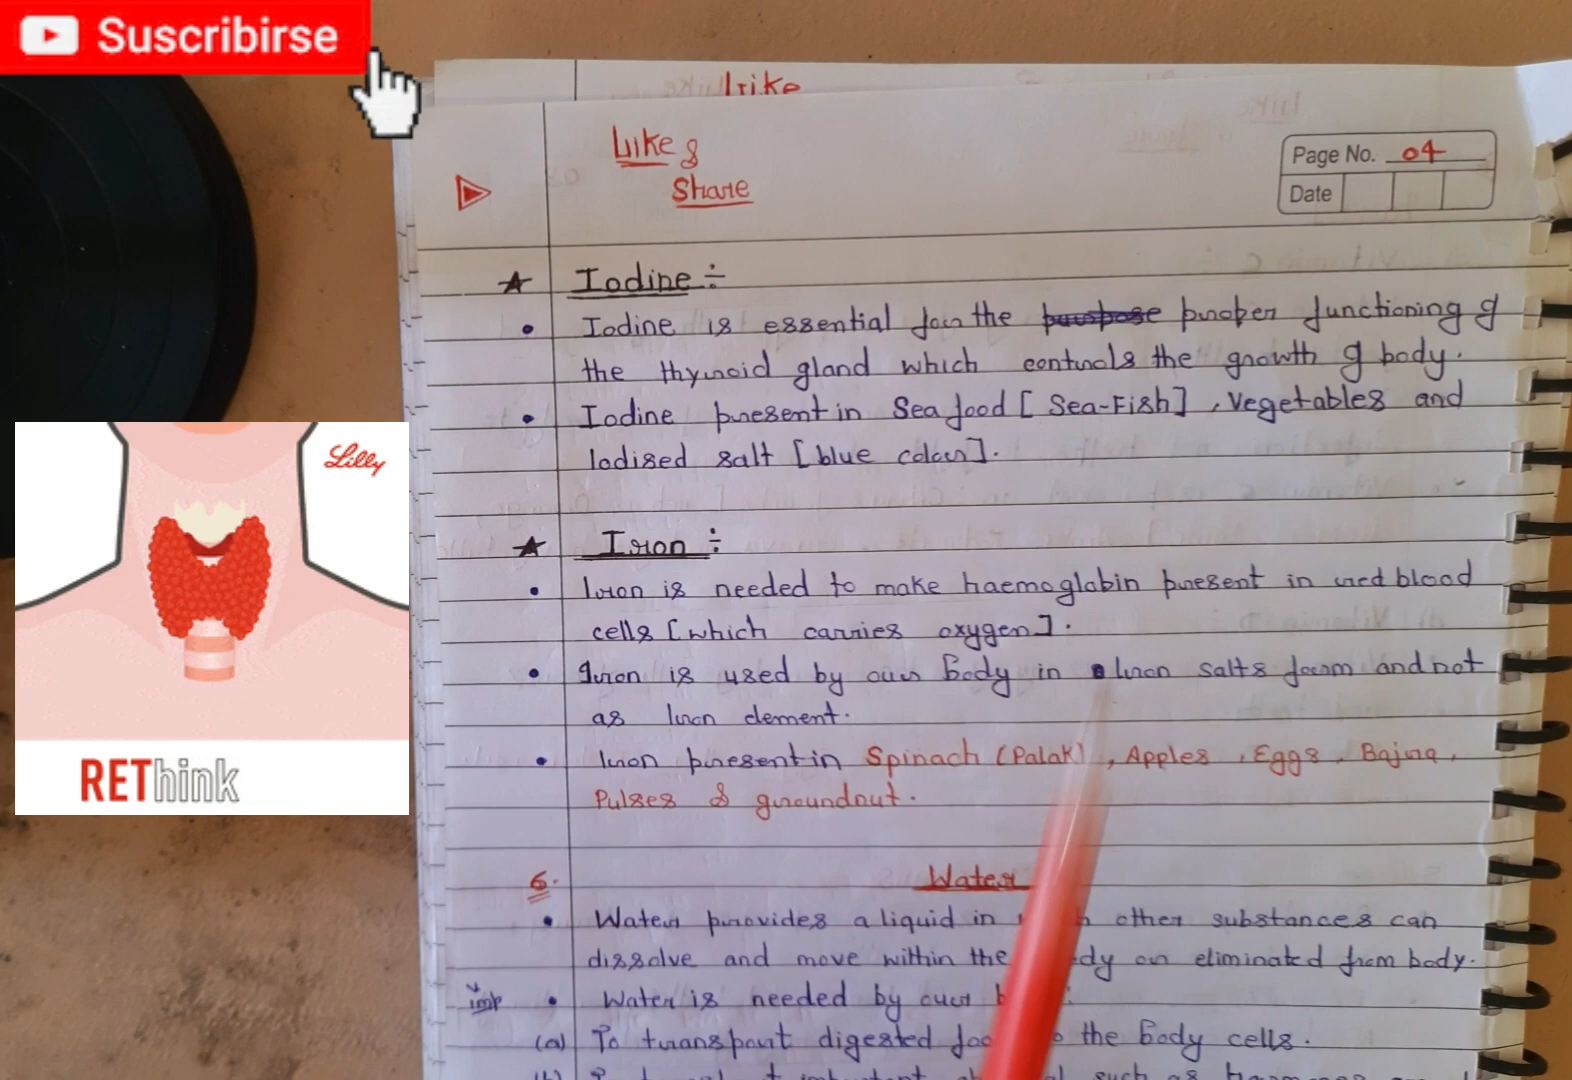 Suscribirse
Like
Like &
Share
Page No. 04
Date
Iodine ÷
Iodine is essential for the proper functioning of
the thyroid gland which controls the growth of body.
Iodine present in Sea food [Sea-Fish], Vegetables and
Iodised salt [blue colour].
Iron ÷
Iron is needed to make haemoglobin present in red blood
cells [which carries oxygen].
Iron is used by our body in Iron salts form and not
as Iron element.
Iron present in Spinach (Palak), Apples, Eggs, Bajra,
Pulses & groundnut.
6. Water
Water provides a liquid in other substances can
dissolve and move within the body or eliminated from body.
imp Water is needed by our
(a) To transport digested the body cells.
Lilly
REThink